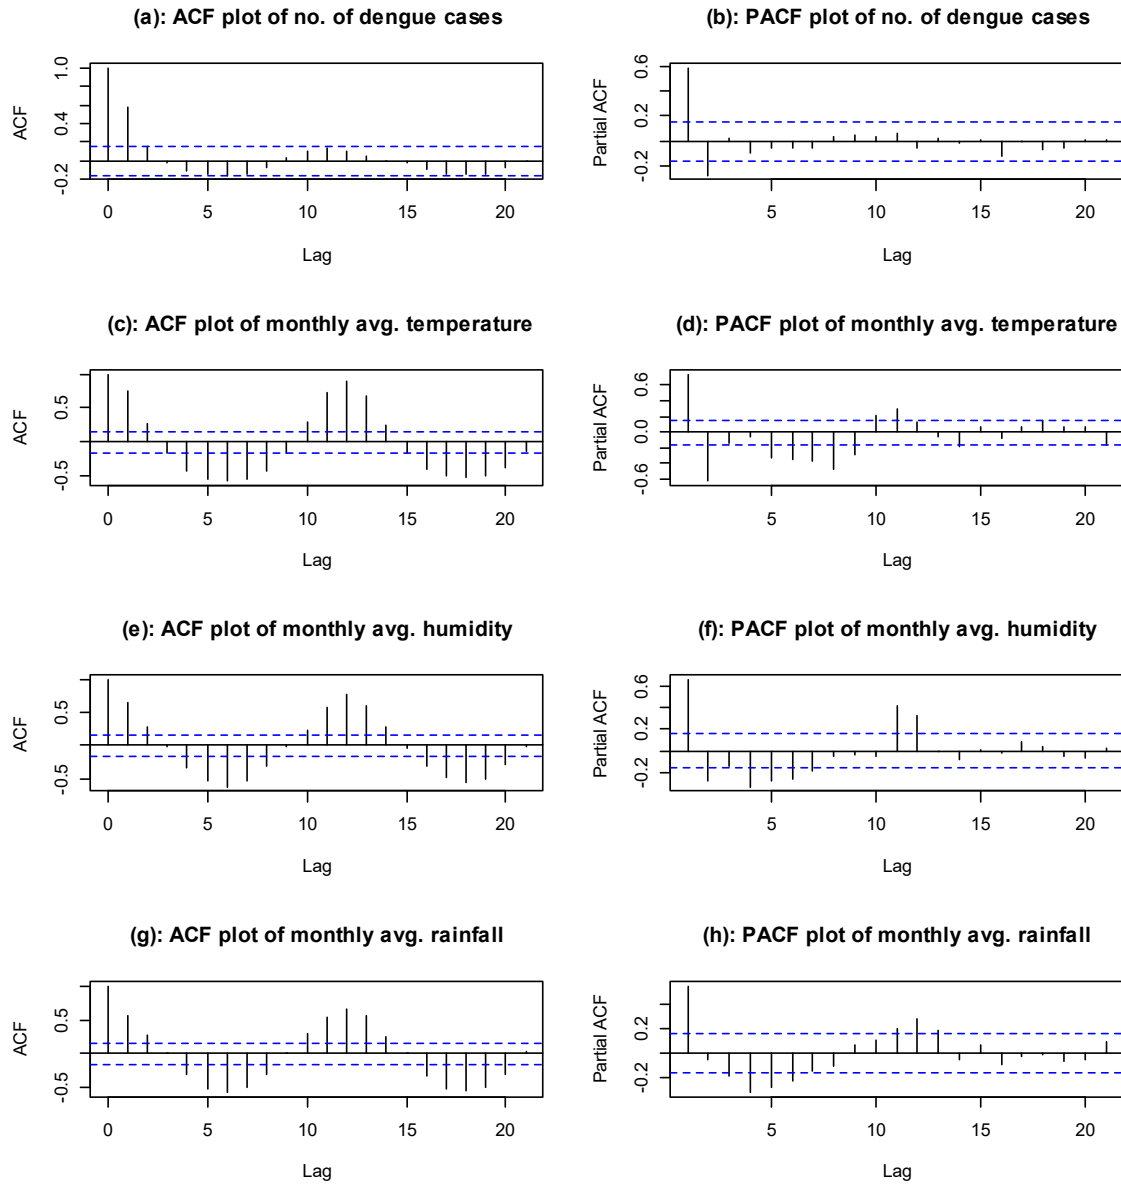 (a): ACF plot of no. of dengue cases
ACF
-0.2 0.4 1.0
0 5 10 15 20
Lag
(b): PACF plot of no. of dengue cases
Partial ACF
-0.2 0.2 0.6
5 10 15 20
Lag
(c): ACF plot of monthly avg. temperature
ACF
-0.5 0.5
0 5 10 15 20
Lag
(d): PACF plot of monthly avg. temperature
Partial ACF
-0.6 0.0 0.6
5 10 15 20
Lag
(e): ACF plot of monthly avg. humidity
ACF
-0.5 0.5
0 5 10 15 20
Lag
(f): PACF plot of monthly avg. humidity
Partial ACF
-0.2 0.2 0.6
5 10 15 20
Lag
(g): ACF plot of monthly avg. rainfall
ACF
-0.5 0.5
0 5 10 15 20
Lag
(h): PACF plot of monthly avg. rainfall
Partial ACF
-0.2 0.2
5 10 15 20
Lag